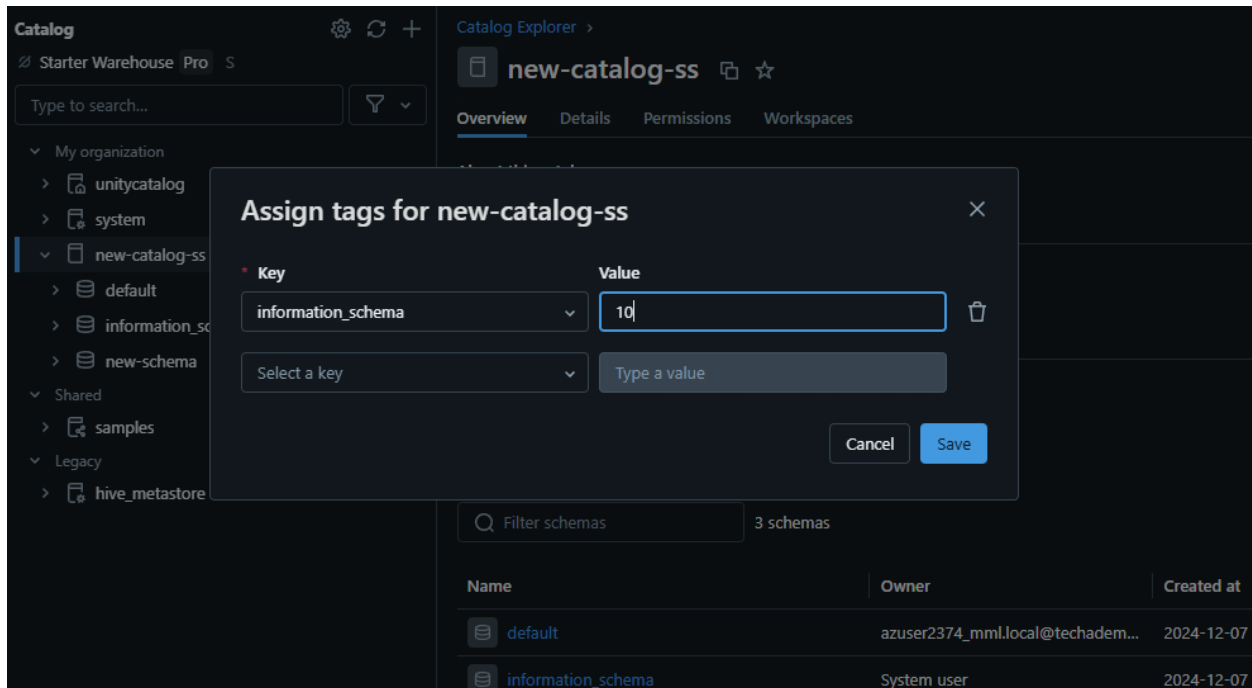 Catalog
Starter Warehouse Pro S
Type to search...
My organization
unitycatalog
system
new-catalog-ss
default
information_sc
new-schema
Shared
samples
Legacy
hive_metastore
Catalog Explorer >
new-catalog-ss
Overview Details Permissions Workspaces
Assign tags for new-catalog-ss
* Key Value
information_schema 10
Select a key Type a value
Cancel Save
Filter schemas 3 schemas
Name Owner Created at
default azuser2374_mml.local@techadem... 2024-12-07
information_schema System user 2024-12-07